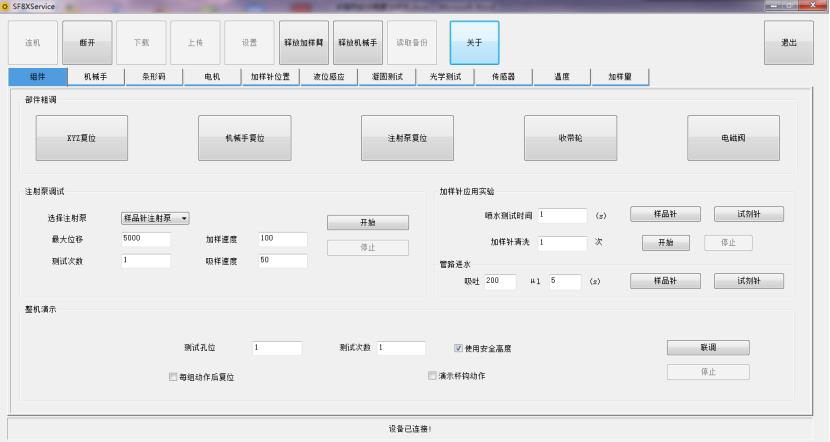 SF8XService
连机 断开 下载 上传 设置 释放加样臂 释放机械手 读取备份 关于 退出
组件 机械手 条形码 电机 加样针位置 液位感应 凝固测试 光学测试 传感器 温度 加样量
部件粗调
XYZ复位 机械手复位 注射泵复位 收带轮 电磁阀
注射泵调试 加样针应用实验
选择注射泵 样品针注射泵 开始 喷水测试时间 1 (s) 样品针 试剂针
最大位移 5000 加样速度 100 停止 加样针清洗 1 次 开始 停止
测试次数 1 吸样速度 50
管路进水
吸吐 200 μl 5 (s) 样品针 试剂针
整机演示
测试孔位 1 测试次数 1 使用安全高度 联调
每组动作后复位 演示杯钩动作 停止
设备已连接!